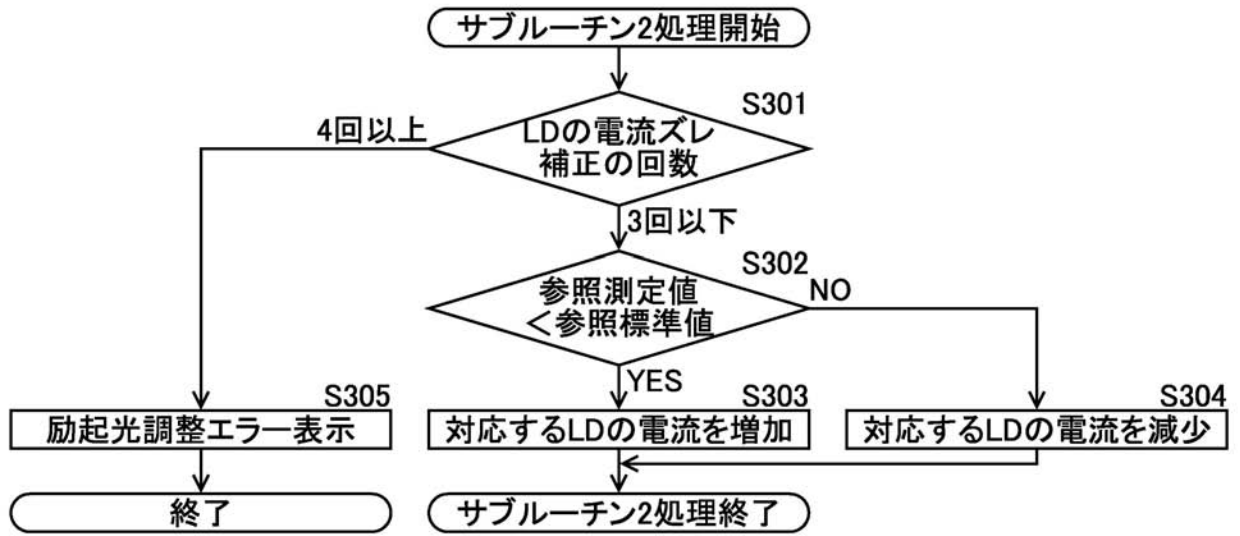 サブルーチン2処理開始
S301
4回以上
LDの電流ズレ
補正の回数
3回以下
S302
参照測定値
<参照標準値
NO
YES
S305
S303
S304
励起光調整エラー表示
対応するLDの電流を増加
対応するLDの電流を減少
終了
サブルーチン2処理終了